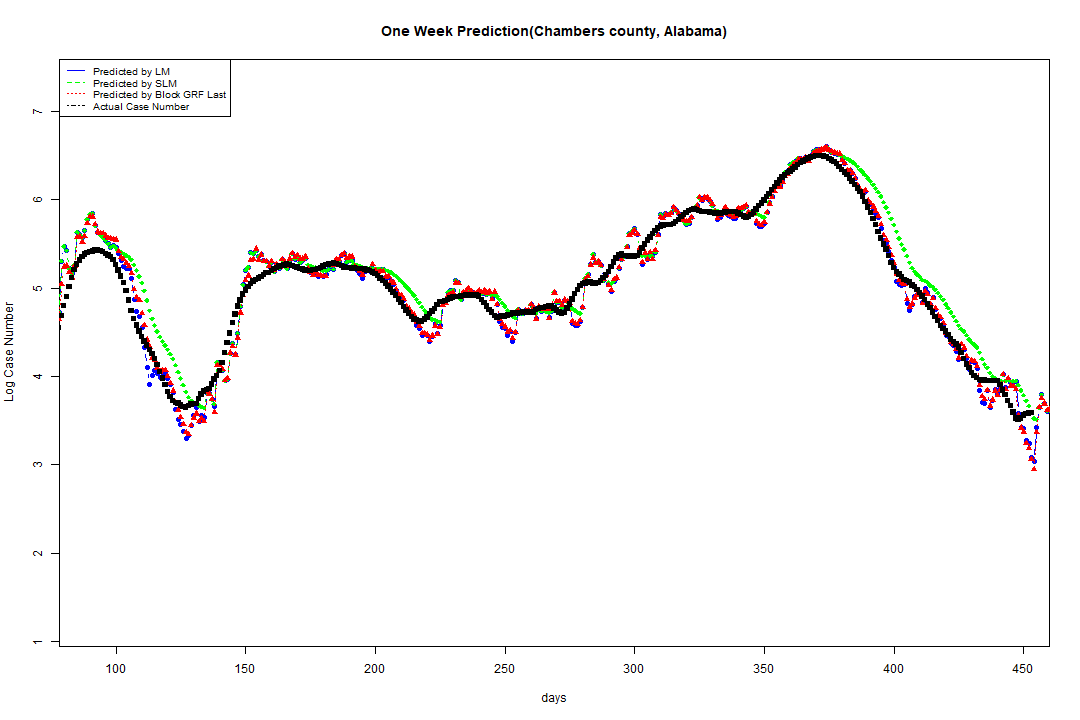 One Week Prediction(Chambers county, Alabama)
Predicted by LM
Predicted by SLM
Predicted by Block GRF Last
Actual Case Number
Log Case Number
7
6
5
4
3
2
1
100 150 200 250 300 350 400 450
days